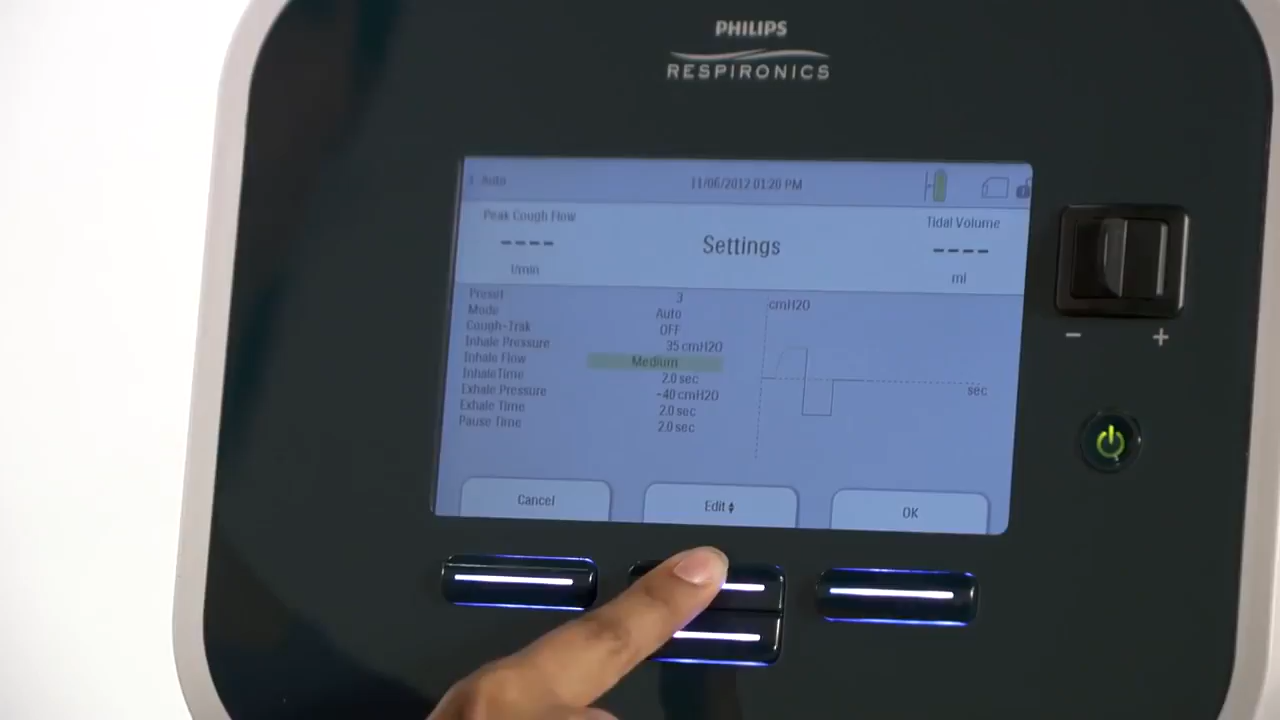 PHILIPS
RESPIRONICS
3 Auto 11/06/2012 01:20 PM
Peak Cough Flow
----
l/min
Settings
Tidal Volume
----
ml
Preset 3
Mode Auto
Cough-Trak OFF
Inhale Pressure 35 cmH2O
Inhale Flow Medium
Inhale Time 2.0 sec
Exhale Pressure -40 cmH2O
Exhale Time 2.0 sec
Pause Time 2.0 sec
cmH2O
sec
Cancel
Edit
OK
- +